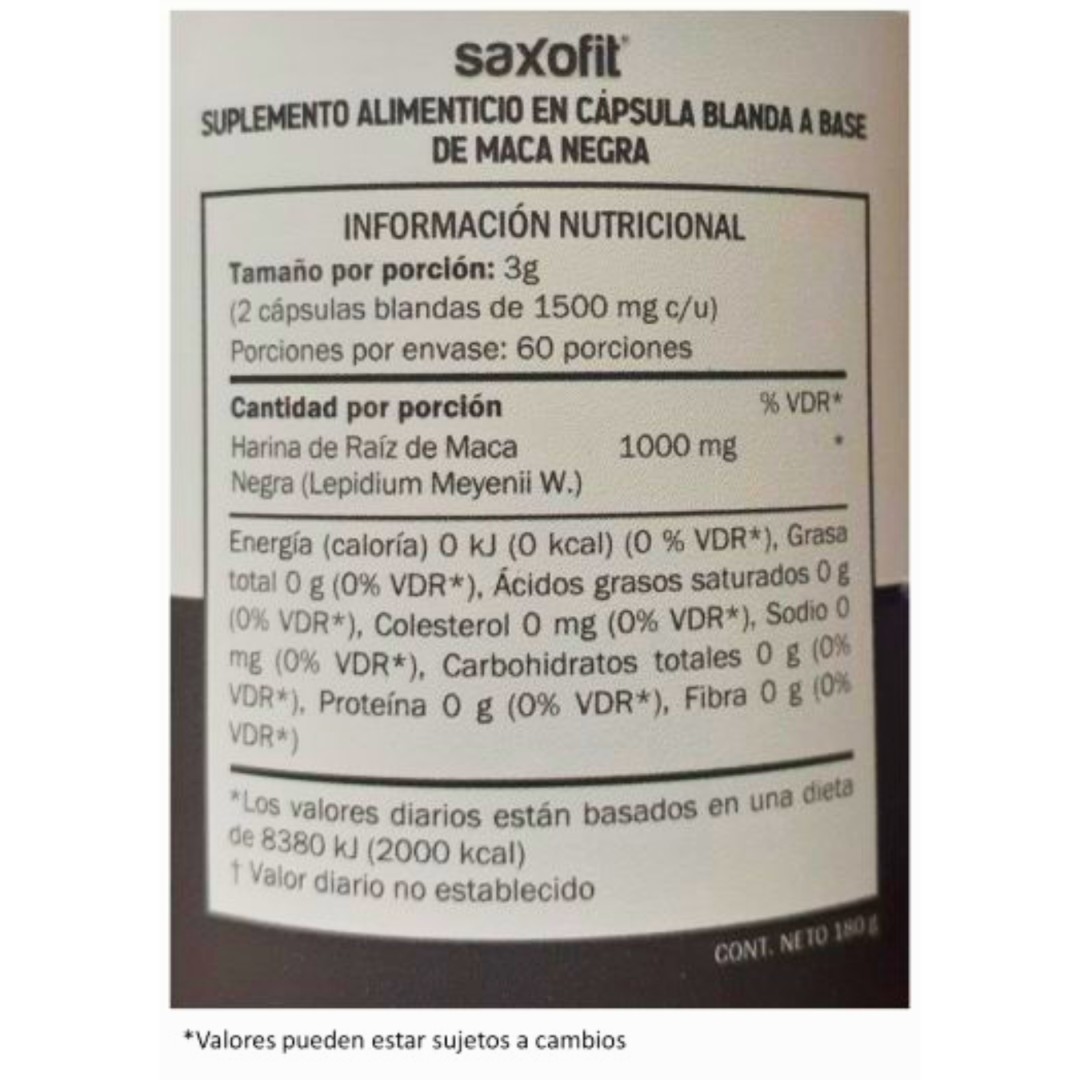 saxofit®
SUPLEMENTO ALIMENTICIO EN CÁPSULA BLANDA A BASE
DE MACA NEGRA
INFORMACIÓN NUTRICIONAL
Tamaño por porción: 3g
(2 cápsulas blandas de 1500 mg c/u)
Porciones por envase: 60 porciones
Cantidad por porción % VDR*
Harina de Raíz de Maca 1000 mg *
Negra (Lepidium Meyenii W.)
Energía (caloría) 0 kJ (0 kcal) (0 % VDR*), Grasa
total 0 g (0% VDR*), Ácidos grasos saturados 0 g
(0% VDR*), Colesterol 0 mg (0% VDR*), Sodio 0
mg (0% VDR*), Carbohidratos totales 0 g (0%
VDR*), Proteína 0 g (0% VDR*), Fibra 0 g (0%
VDR*)
*Los valores diarios están basados en una dieta
de 8380 kJ (2000 kcal)
† Valor diario no establecido
CONT. NETO 180 g
*Valores pueden estar sujetos a cambios